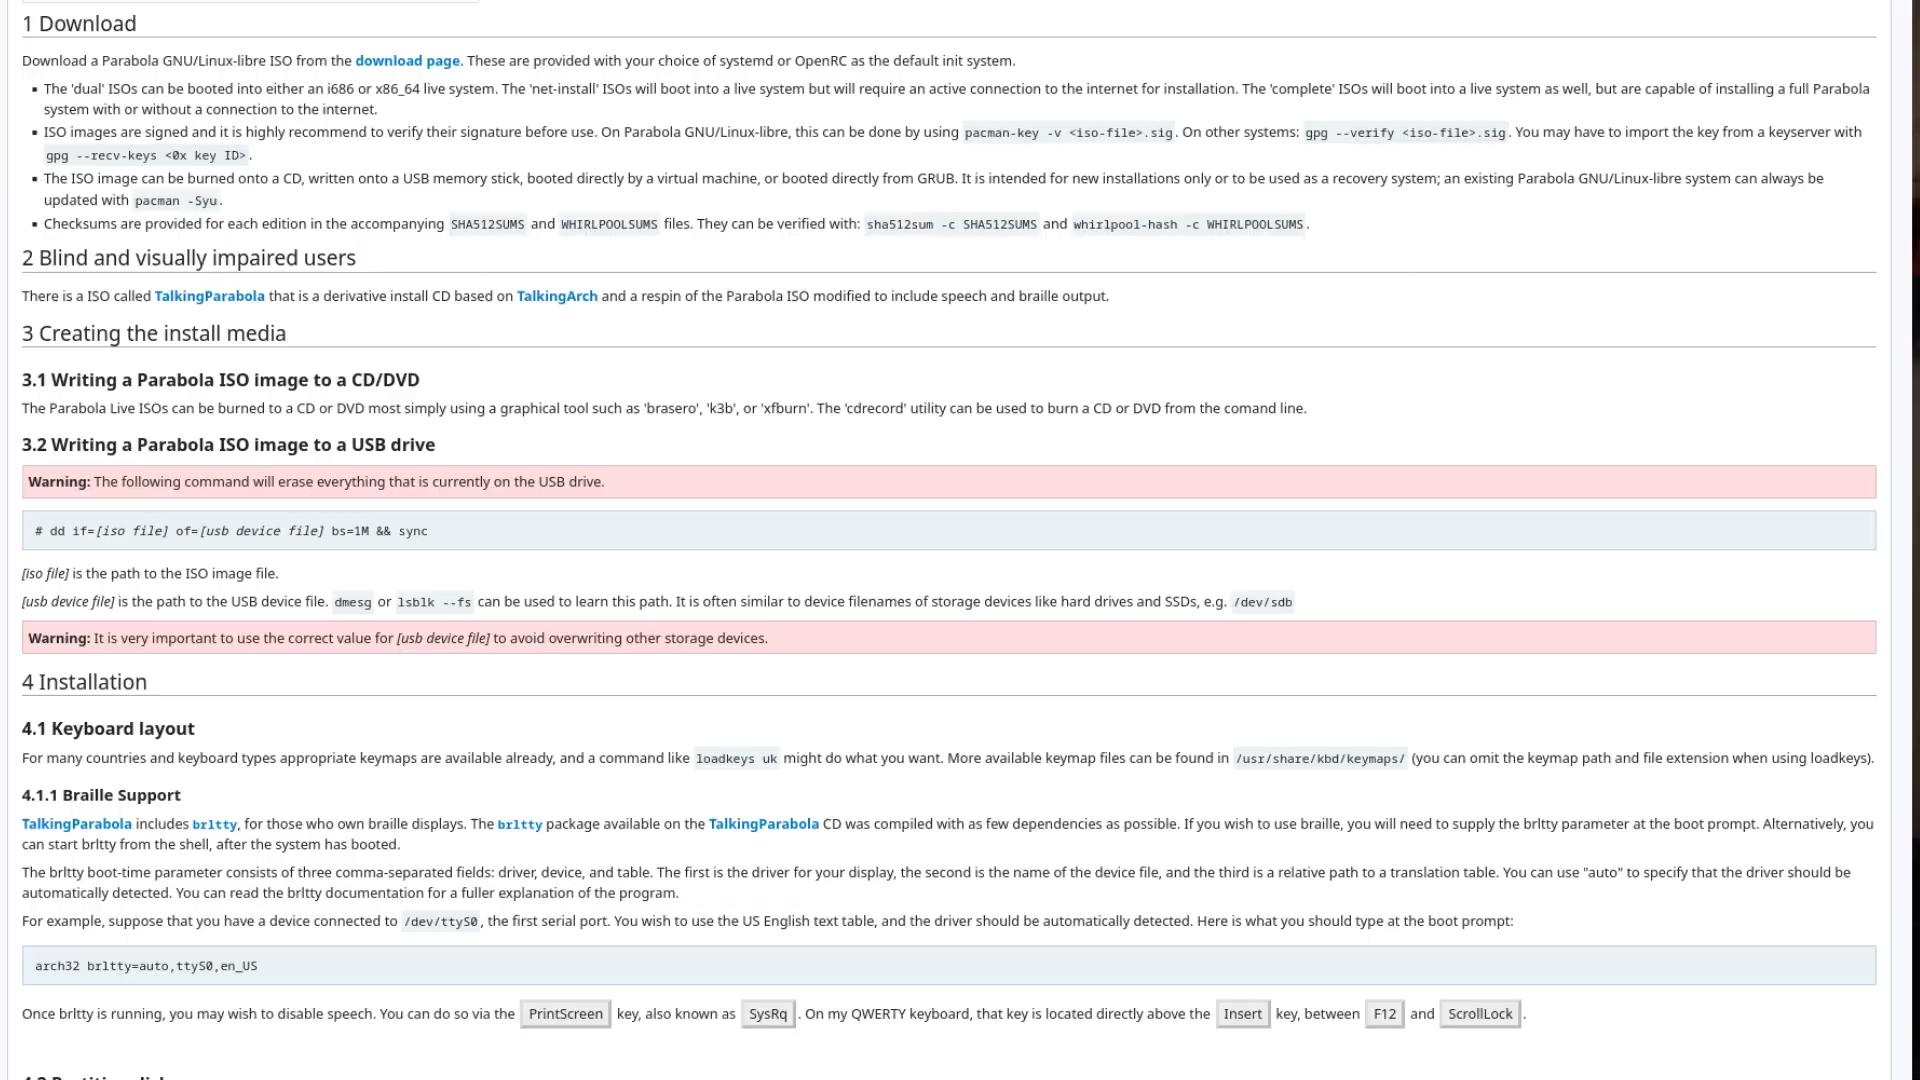 1 Download
Download a Parabola GNU/Linux-libre ISO from the download page. These are provided with your choice of systemd or OpenRC as the default init system.
▪ The 'dual' ISOs can be booted into either an i686 or x86_64 live system. The 'net-install' ISOs will boot into a live system but will require an active connection to the internet for installation. The 'complete' ISOs will boot into a live system as well, but are capable of installing a full Parabola
system with or without a connection to the internet.
▪ ISO images are signed and it is highly recommend to verify their signature before use. On Parabola GNU/Linux-libre, this can be done by using pacman-key -v <iso-file>.sig. On other systems: gpg --verify <iso-file>.sig. You may have to import the key from a keyserver with
gpg --recv-keys <0x key ID>.
▪ The ISO image can be burned onto a CD, written onto a USB memory stick, booted directly by a virtual machine, or booted directly from GRUB. It is intended for new installations only or to be used as a recovery system; an existing Parabola GNU/Linux-libre system can always be
updated with pacman -Syu.
▪ Checksums are provided for each edition in the accompanying SHA512SUMS and WHIRLPOOLSUMS files. They can be verified with: sha512sum -c SHA512SUMS and whirlpool-hash -c WHIRLPOOLSUMS.
2 Blind and visually impaired users
There is a ISO called TalkingParabola that is a derivative install CD based on TalkingArch and a respin of the Parabola ISO modified to include speech and braille output.
3 Creating the install media
3.1 Writing a Parabola ISO image to a CD/DVD
The Parabola Live ISOs can be burned to a CD or DVD most simply using a graphical tool such as 'brasero', 'k3b', or 'xfburn'. The 'cdrecord' utility can be used to burn a CD or DVD from the comand line.
3.2 Writing a Parabola ISO image to a USB drive
Warning: The following command will erase everything that is currently on the USB drive.
# dd if=[iso file] of=[usb device file] bs=1M && sync
[iso file] is the path to the ISO image file.
[usb device file] is the path to the USB device file. dmesg or lsblk --fs can be used to learn this path. It is often similar to device filenames of storage devices like hard drives and SSDs, e.g. /dev/sdb
Warning: It is very important to use the correct value for [usb device file] to avoid overwriting other storage devices.
4 Installation
4.1 Keyboard layout
For many countries and keyboard types appropriate keymaps are available already, and a command like loadkeys uk might do what you want. More available keymap files can be found in /usr/share/kbd/keymaps/ (you can omit the keymap path and file extension when using loadkeys).
4.1.1 Braille Support
TalkingParabola includes brltty, for those who own braille displays. The brltty package available on the TalkingParabola CD was compiled with as few dependencies as possible. If you wish to use braille, you will need to supply the brltty parameter at the boot prompt. Alternatively, you
can start brltty from the shell, after the system has booted.
The brltty boot-time parameter consists of three comma-separated fields: driver, device, and table. The first is the driver for your display, the second is the name of the device file, and the third is a relative path to a translation table. You can use "auto" to specify that the driver should be
automatically detected. You can read the brltty documentation for a fuller explanation of the program.
For example, suppose that you have a device connected to /dev/ttyS0, the first serial port. You wish to use the US English text table, and the driver should be automatically detected. Here is what you should type at the boot prompt:
arch32 brltty=auto,ttyS0,en_US
Once brltty is running, you may wish to disable speech. You can do so via the PrintScreen key, also known as SysRq. On my QWERTY keyboard, that key is located directly above the Insert key, between F12 and ScrollLock.